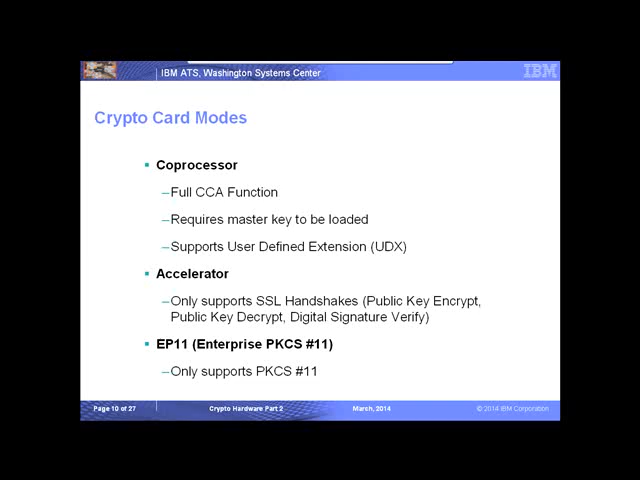 IBM ATS, Washington Systems Center
IBM
Crypto Card Modes
▪ Coprocessor
–Full CCA Function
–Requires master key to be loaded
–Supports User Defined Extension (UDX)
▪ Accelerator
–Only supports SSL Handshakes (Public Key Encrypt,
Public Key Decrypt, Digital Signature Verify)
▪ EP11 (Enterprise PKCS #11)
–Only supports PKCS #11
Page 10 of 27
Crypto Hardware Part 2
Marsh, 2014
© 2014 IBM Corporation